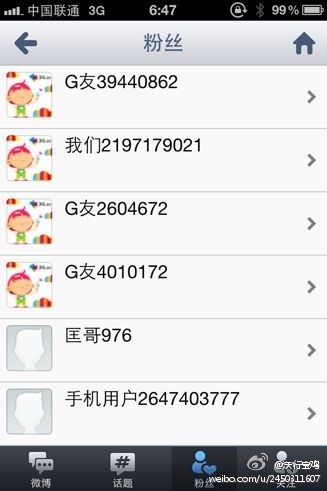 中国联通 3G 6:47 99%
粉丝
G友39440862
我们2197179021
G友2604672
G友4010172
匡哥976
手机用户2647403777
微博 话题 粉丝 关注
@天行宝鸡
weibo.com/u/2450311607